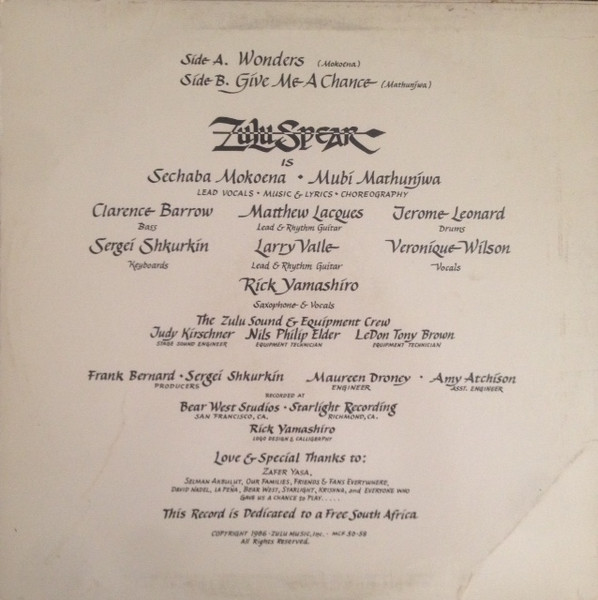 Side A. Wonders (Mokoena)
Side B. Give Me A Chance (Mathunjwa)
Zulu Spear
is
Sechaba Mokoena • Mubi Mathunjwa
Lead Vocals • Music & Lyrics • Choreography
Clarence Barrow Matthew Lacques Jerome Leonard
Bass Lead & Rhythm Guitar Drums
Sergei Shkurkin Larry Valle Veronique Wilson
Keyboards Lead & Rhythm Guitar Vocals
Rick Yamashiro
Saxophone & Vocals
The Zulu Sound & Equipment Crew
Judy Kirschner Nils Philip Elder LeDon Tony Brown
Stage Sound Engineer Equipment Technician Equipment Technician
Frank Bernard • Sergei Shkurkin Maureen Droney • Amy Atchison
Producers Engineer Asst. Engineer
Recorded at
Bear West Studios • Starlight Recording
San Francisco, CA. Richmond, CA.
Rick Yamashiro
Logo Design & Calligraphy
Love & Special Thanks to:
Zafer Yasa,
Selman Akbulut, Our Families, Friends & Fans Everywhere,
David Nadel, La Peña, Bear West, Starlight, Krishna, and Everyone who
gave us a chance to play.....
This Record is Dedicated to a Free South Africa
Copyright 1986 • Zulu Music, Inc. • MCP. 58-58
All Rights Reserved.